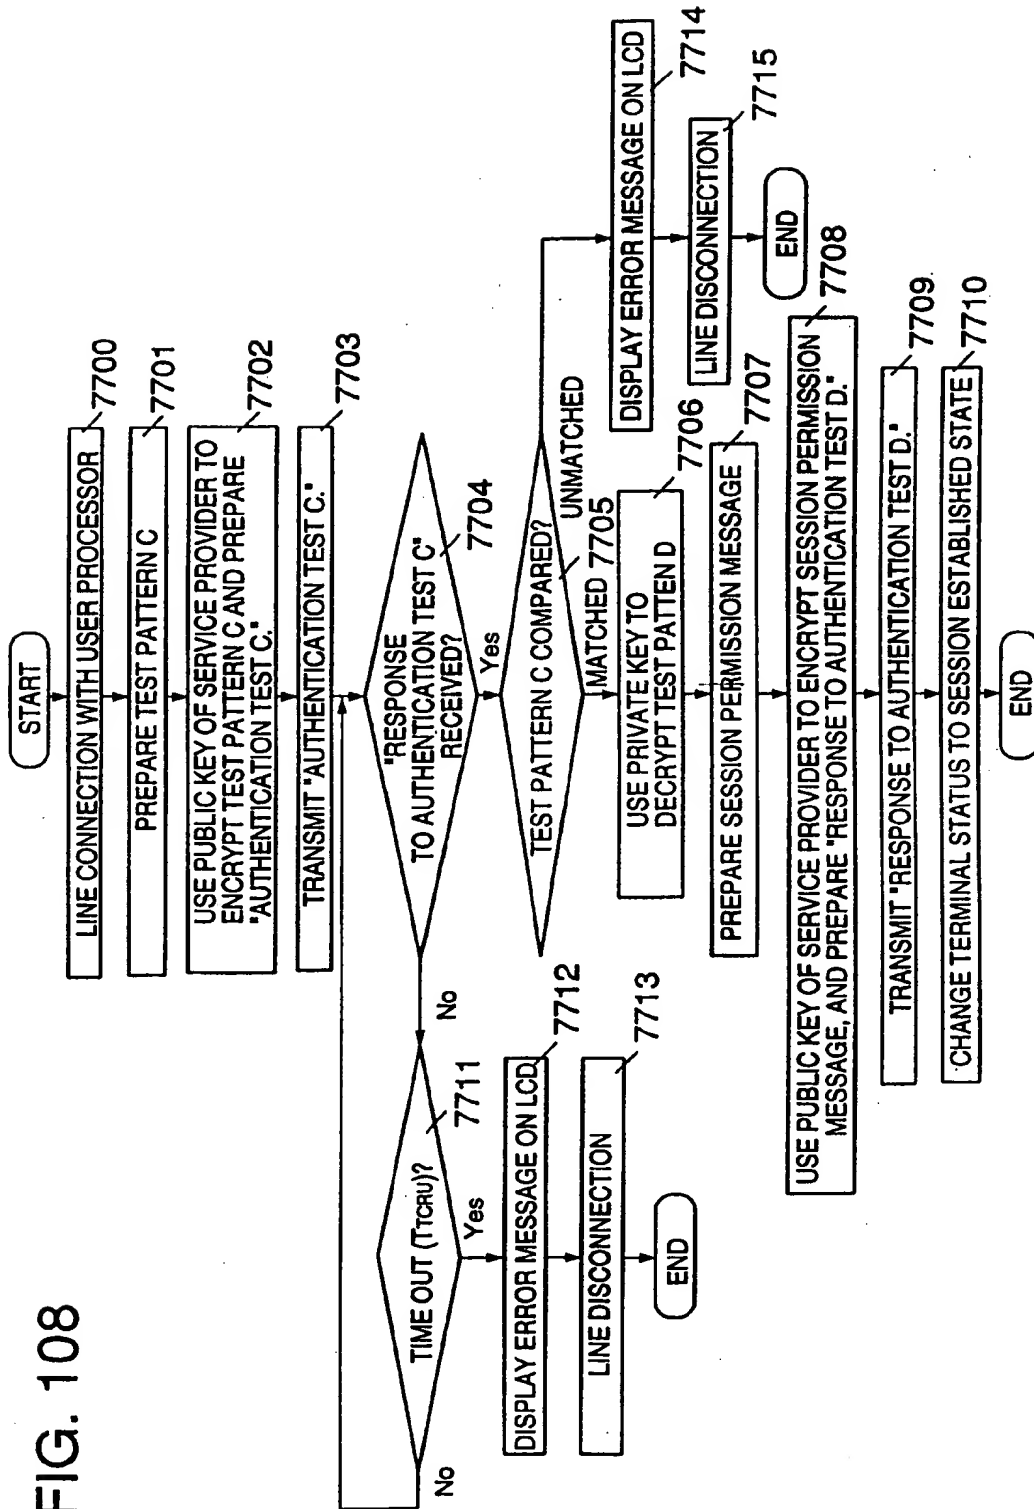 FIG. 108
START
LINE CONNECTION WITH USER PROCESSOR
7700
PREPARE TEST PATTERN C
7701
USE PUBLIC KEY OF SERVICE PROVIDER TO
ENCRYPT TEST PATTERN C AND PREPARE
"AUTHENTICATION TEST C."
7702
TRANSMIT "AUTHENTICATION TEST C."
7703
"RESPONSE
TO AUTHENTICATION TEST C"
RECEIVED?
7704
No
Yes
TIME OUT (TTCRU)?
7711
No
Yes
DISPLAY ERROR MESSAGE ON LCD
7712
LINE DISCONNECTION
7713
END
TEST PATTERN C COMPARED?
7705
MATCHED
UNMATCHED
USE PRIVATE KEY TO
DECRYPT TEST PATTEN D
7706
PREPARE SESSION PERMISSION MESSAGE
7707
USE PUBLIC KEY OF SERVICE PROVIDER TO ENCRYPT SESSION PERMISSION
MESSAGE, AND PREPARE "RESPONSE TO AUTHENTICATION TEST D."
7708
TRANSMIT "RESPONSE TO AUTHENTICATION TEST D."
7709
CHANGE TERMINAL STATUS TO SESSION ESTABLISHED STATE
7710
END
DISPLAY ERROR MESSAGE ON LCD
7714
LINE DISCONNECTION
7715
END